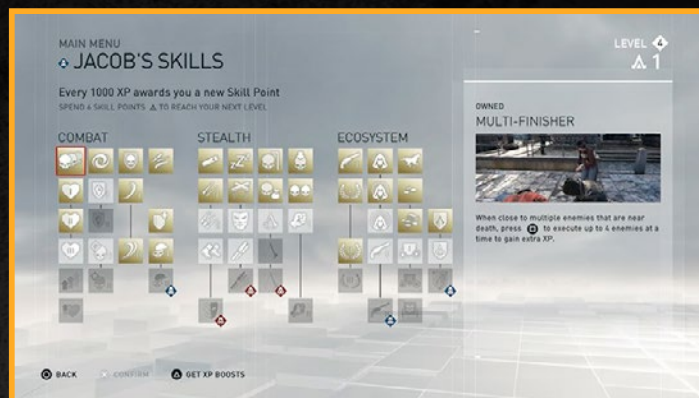 MAIN MENU
JACOB'S SKILLS
LEVEL 4
1
Every 1000 XP awards you a new Skill Point
SPEND 4 SKILL POINTS TO REACH YOUR NEXT LEVEL
COMBAT
STEALTH
ECOSYSTEM
OWNED
MULTI-FINISHER
When close to multiple enemies that are near
death, press to execute up to 4 enemies at a
time to gain extra XP.
BACK
CONFIRM
GET XP BOOSTS